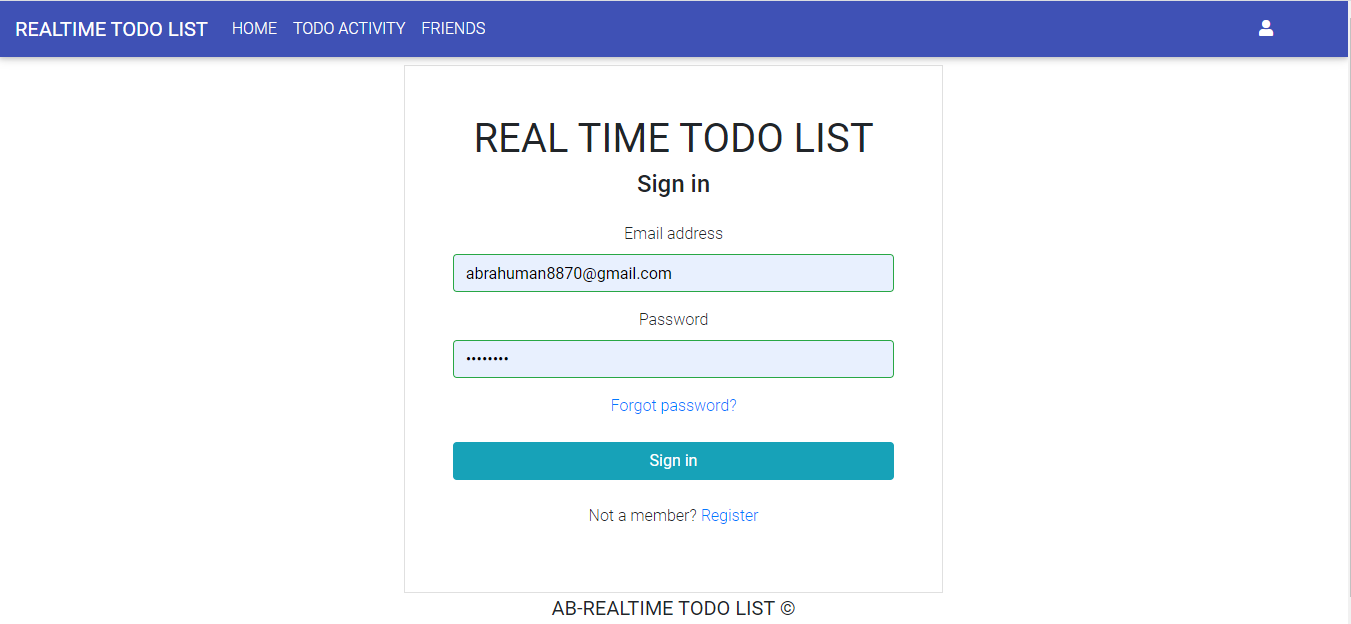 REALTIME TODO LIST HOME TODO ACTIVITY FRIENDS
REAL TIME TODO LIST
Sign in
Email address
abrahuman8870@gmail.com
Password
••••••••
Forgot password?
Sign in
Not a member? Register
AB-REALTIME TODO LIST ©